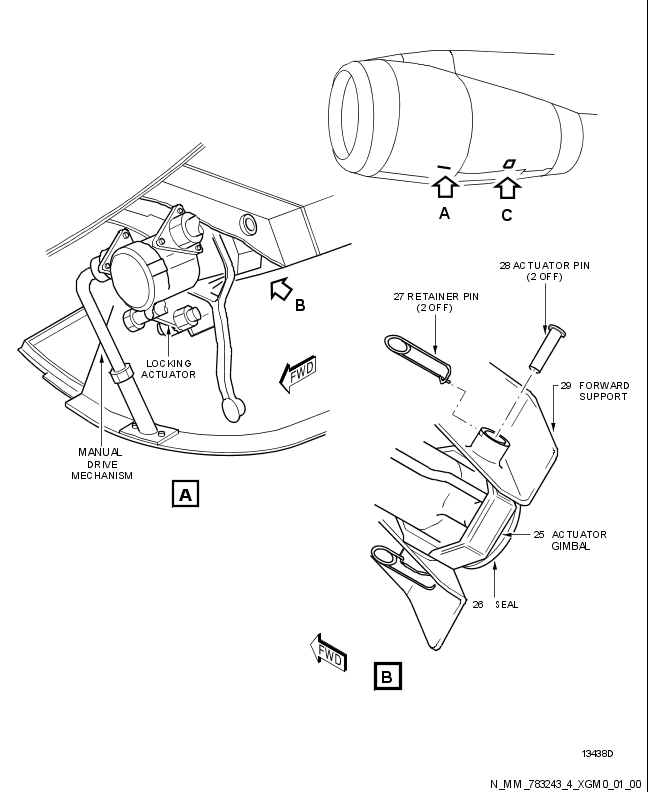 A
C
28 ACTUATOR PIN
(2 OFF)
27 RETAINER PIN
(2 OFF)
B
LOCKING
ACTUATOR
FWD
29 FORWARD
SUPPORT
MANUAL
DRIVE
MECHANISM
A
25 ACTUATOR
GIMBAL
26 SEAL
FWD
B
13438D
N_MM_783243_4_XGM0_01_00